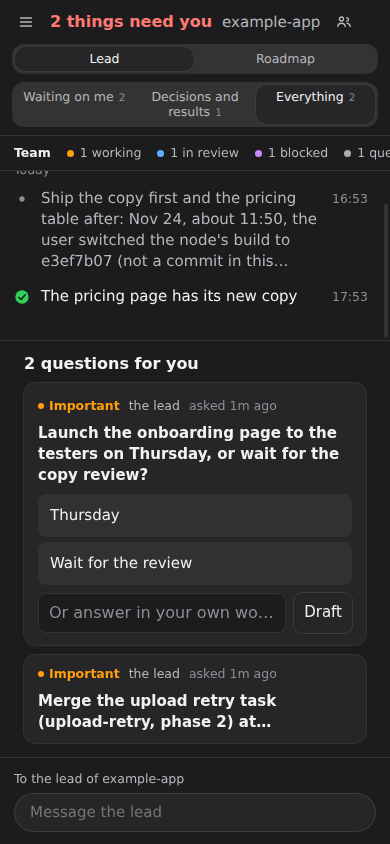 2 things need you example-app
Lead Roadmap
Waiting on me 2 Decisions and results 1 Everything 2
Team 1 working 1 in review 1 blocked 1 que
Today
Ship the copy first and the pricing 16:53
table after: Nov 24, about 11:50, the
user switched the node's build to
e3ef7b07 (not a commit in this…
The pricing page has its new copy 17:53
2 questions for you
Important the lead asked 1m ago
Launch the onboarding page to the
testers on Thursday, or wait for the
copy review?
Thursday
Wait for the review
Or answer in your own wo… Draft
Important the lead asked 1m ago
Merge the upload retry task
(upload-retry, phase 2) at…
To the lead of example-app
Message the lead